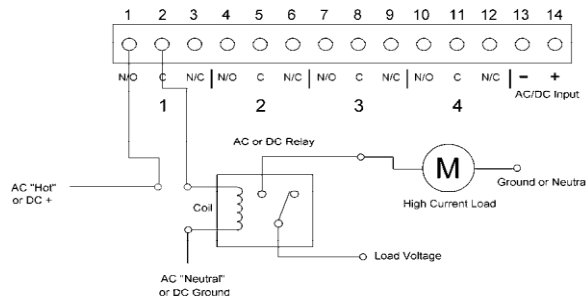 1 2 3 4 5 6 7 8 9 10 11 12 13 14
N/O C N/C N/O C N/C N/O C N/C N/O C N/C − +
AC/DC Input
1 2 3 4
AC or DC Relay
M
AC "Hot"
or DC +
Ground or Neutra
Coil
High Current Load
Load Voltage
AC "Neutral"
or DC Ground